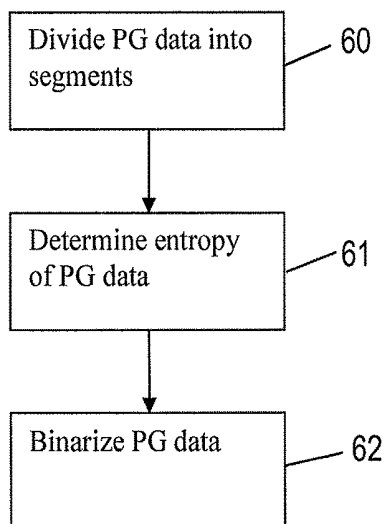 Divide PG data into
segments
60
Determine entropy
of PG data
61
Binarize PG data
62